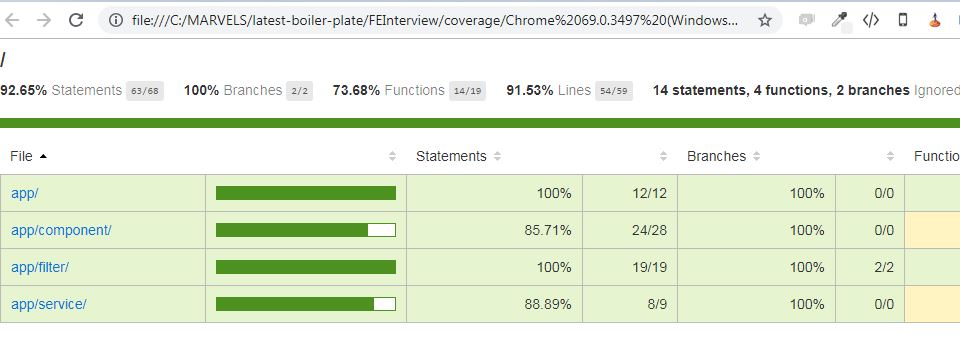 file:///C:/MARVELS/latest-boiler-plate/FEInterview/coverage/Chrome%2069.0.3497%20(Windows...
/
92.65% Statements 63/68 100% Branches 2/2 73.68% Functions 14/19 91.53% Lines 54/59 14 statements, 4 functions, 2 branches Ignored
File Statements Branches Functio
app/ 100% 12/12 100% 0/0
app/component/ 85.71% 24/28 100% 0/0
app/filter/ 100% 19/19 100% 2/2
app/service/ 88.89% 8/9 100% 0/0